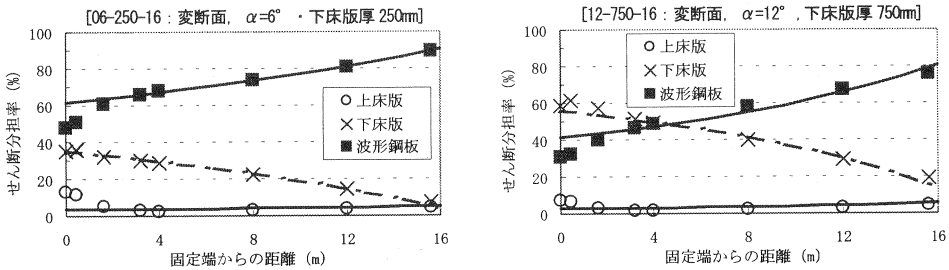 [06-250-16：変断面, α=6°・下床版厚250mm]
100
80
60
40
20
0
せん断分担率 (%)
○ 上床版
× 下床版
■ 波形鋼板
0 4 8 12 16
固定端からの距離 (m)
[12-750-16：変断面, α=12°, 下床版厚750mm]
100
80
60
40
20
0
せん断分担率 (%)
○ 上床版
× 下床版
■ 波形鋼板
0 4 8 12 16
固定端からの距離 (m)